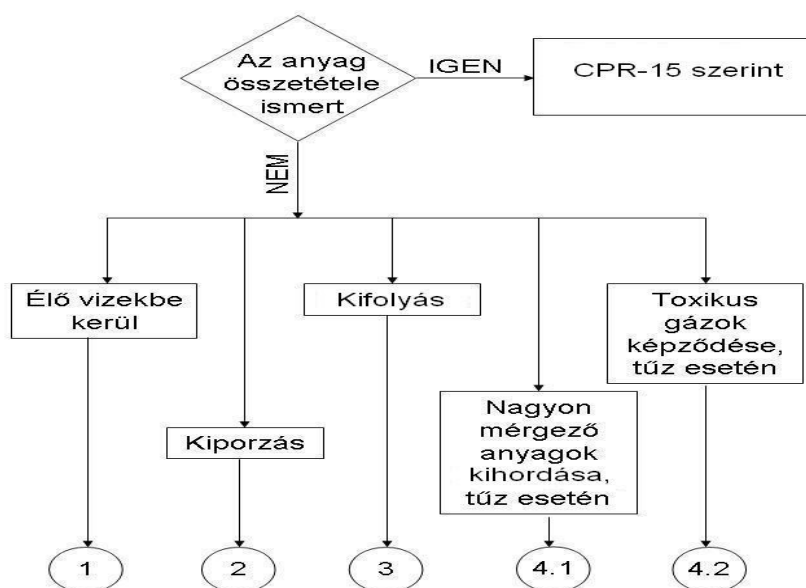 Az anyag
összetétele
ismert
IGEN
CPR-15 szerint
NEM
Élő vizekbe
kerül
Kiporzás
Kifolyás
Nagyon
mérgező
anyagok
kihordása,
tűz esetén
Toxikus
gázok
képződése,
tűz esetén
1
2
3
4.1
4.2